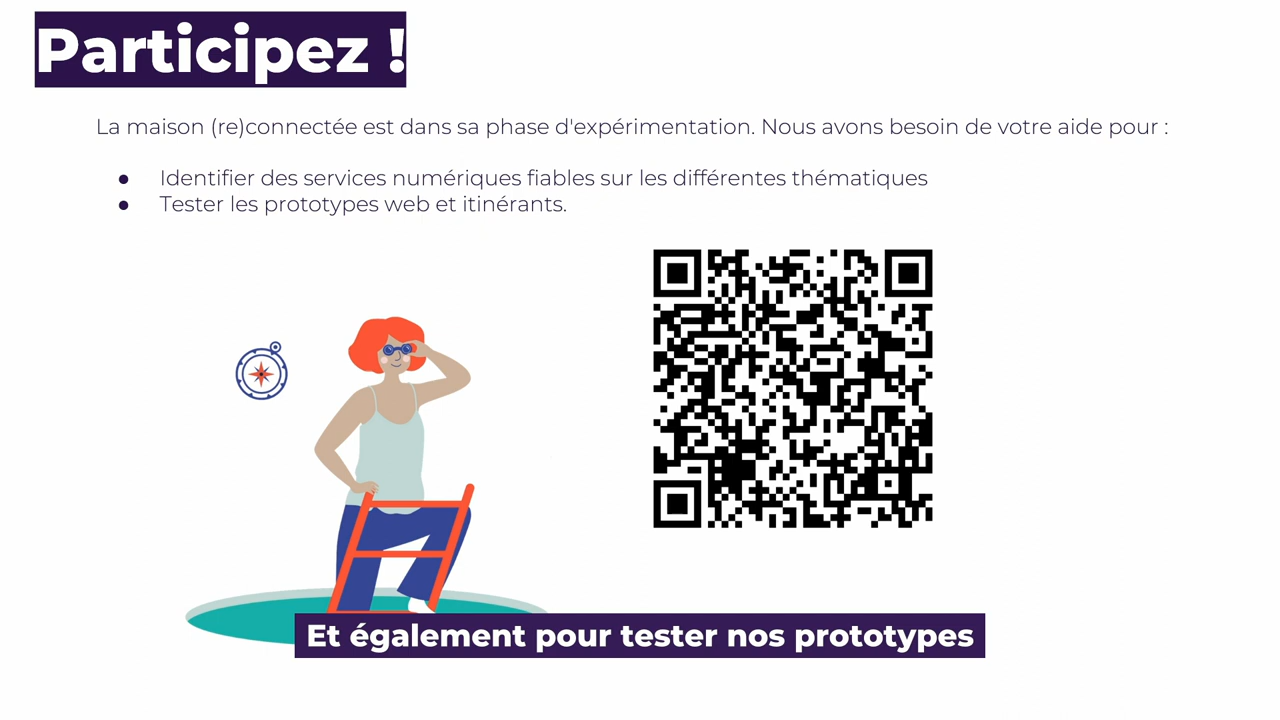 Participez !
La maison (re)connectée est dans sa phase d'expérimentation. Nous avons besoin de votre aide pour :
● Identifier des services numériques fiables sur les différentes thématiques
● Tester les prototypes web et itinérants.
Et également pour tester nos prototypes